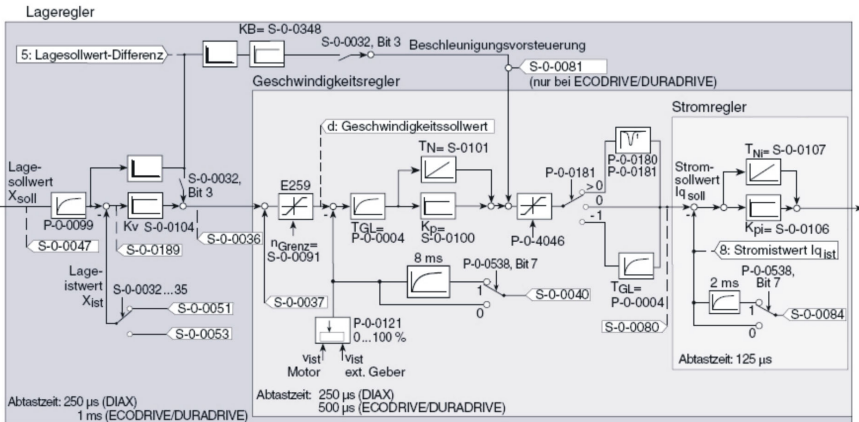 Lageregler
KB= S-0-0348
S-0-0032, Bit 3
Beschleunigungsvorsteuerung
5: Lagesollwert-Differenz
S-0-0081
(nur bei ECODRIVE/DURADRIVE)
Geschwindigkeitsregler
Stromregler
d: Geschwindigkeitssollwert
TN= S-0-0101
TNi= S-0-0107
P-0-0180
P-0-0181
P-0-0181
Lage-
sollwert
Xsoll
S-0-0032,
Bit 3
E259
> 0
0
- 1
Strom-
sollwert
Iq soll
P-0-0099
-
Kv S-0-0104
nGrenz=
S-0-0091
-
TGL=
P-0-0004
Kp=
S-0-0100
P-0-4046
-
Kpi= S-0-0106
S-0-0047
S-0-0189
S-0-0036
8: Stromistwert Iq ist
8 ms
P-0-0538, Bit 7
TGL=
P-0-0004
P-0-0538,
Bit 7
Lage-
istwert
Xist
S-0-0032...35
S-0-0037
1
0
S-0-0040
2 ms
1
0
S-0-0084
S-0-0051
S-0-0053
P-0-0121
0...100 %
S-0-0080
vist
Motor
vist
ext. Geber
Abtastzeit: 125 µs
Abtastzeit: 250 µs (DIAX)
1 ms (ECODRIVE/DURADRIVE)
Abtastzeit: 250 µs (DIAX)
500 µs (ECODRIVE/DURADRIVE)